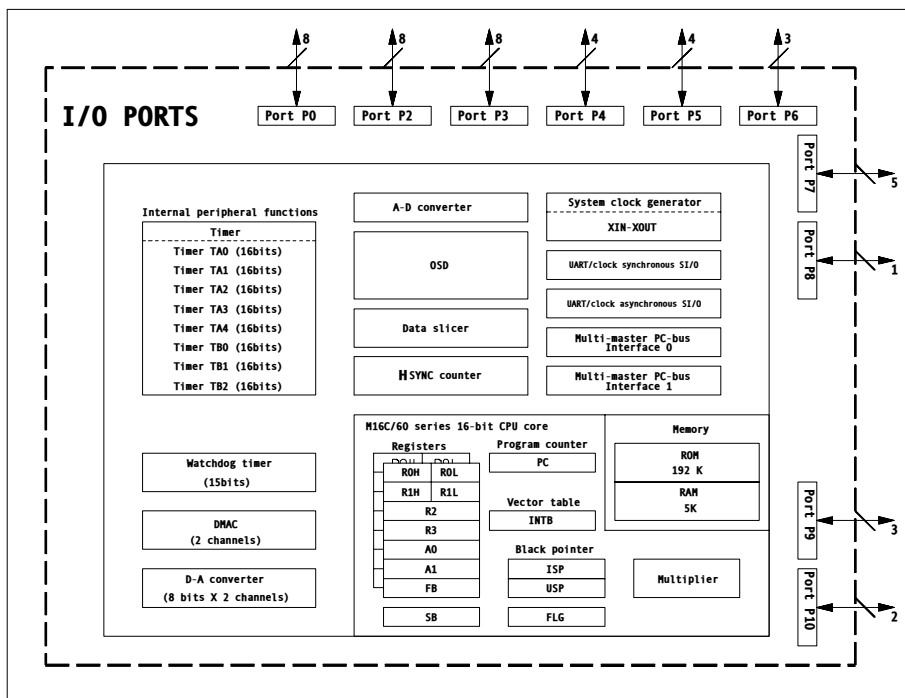 8 8 8 4 4 3
I/O PORTS
Port P0 Port P2 Port P3 Port P4 Port P5 Port P6
Port P7
5
Port P8
1
Internal peripheral functions
Timer
Timer TA0 (16bits)
Timer TA1 (16bits)
Timer TA2 (16bits)
Timer TA3 (16bits)
Timer TA4 (16bits)
Timer TB0 (16bits)
Timer TB1 (16bits)
Timer TB2 (16bits)
A-D converter
OSD
Data slicer
HSYNC counter
System clock generator
XIN-XOUT
UART/clock synchronous SI/O
UART/clock asynchronous SI/O
Multi-master PC-bus
Interface 0
Multi-master PC-bus
Interface 1
Watchdog timer
(15bits)
DMAC
(2 channels)
D-A converter
(8 bits X 2 channels)
M16C/60 series 16-bit CPU core
Registers
R0H R0L
R1H R1L
R2
R3
A0
A1
FB
SB
Program counter
PC
Vector table
INTB
Black pointer
ISP
USP
FLG
Memory
ROM
192 K
RAM
5K
Multiplier
Port P9
3
Port P10
2